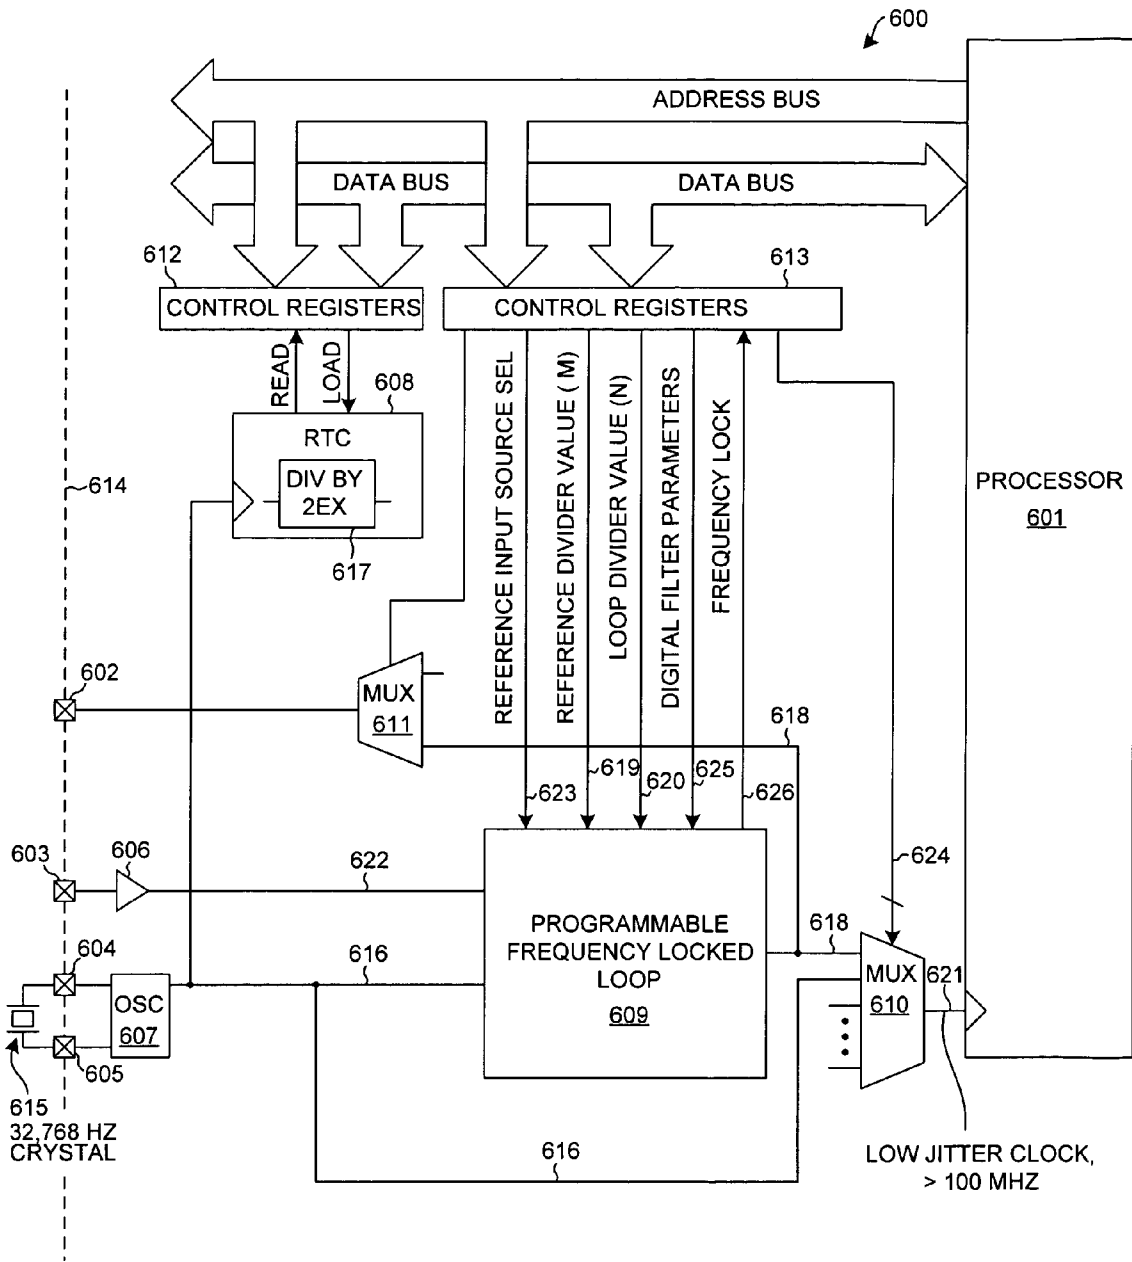 600
ADDRESS BUS
DATA BUS
DATA BUS
612
613
CONTROL REGISTERS
CONTROL REGISTERS
READ
LOAD
608
RTC
DIV BY
2EX
617
614
REFERENCE INPUT SOURCE SEL
REFERENCE DIVIDER VALUE ( M)
LOOP DIVIDER VALUE (N)
DIGITAL FILTER PARAMETERS
FREQUENCY LOCK
PROCESSOR
601
602
MUX
611
618
623
619
620
625
626
624
603
606
622
PROGRAMMABLE
FREQUENCY LOCKED
LOOP
609
604
616
618
OSC
607
MUX
610
621
605
615
32,768 HZ
CRYSTAL
616
LOW JITTER CLOCK,
> 100 MHZ